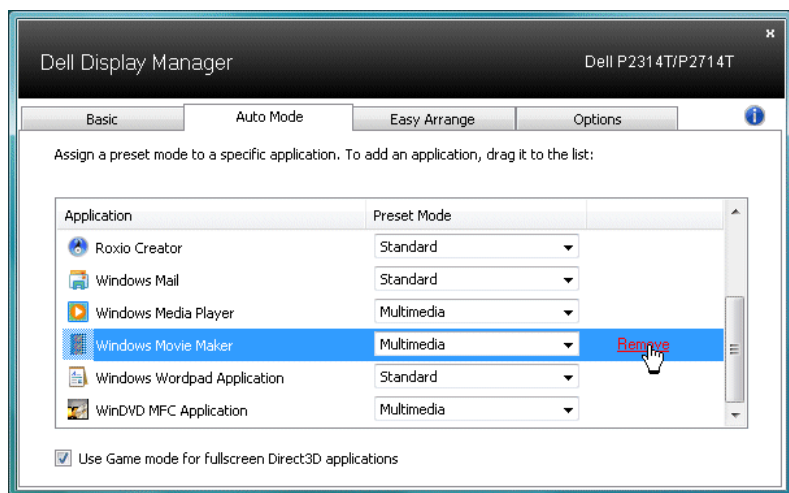 Dell Display Manager Dell P2314T/P2714T
Basic Auto Mode Easy Arrange Options
Assign a preset mode to a specific application. To add an application, drag it to the list:
Application Preset Mode
Roxio Creator Standard
Windows Mail Standard
Windows Media Player Multimedia
Windows Movie Maker Multimedia Remove
Windows Wordpad Application Standard
WinDVD MFC Application Multimedia
Use Game mode for fullscreen Direct3D applications